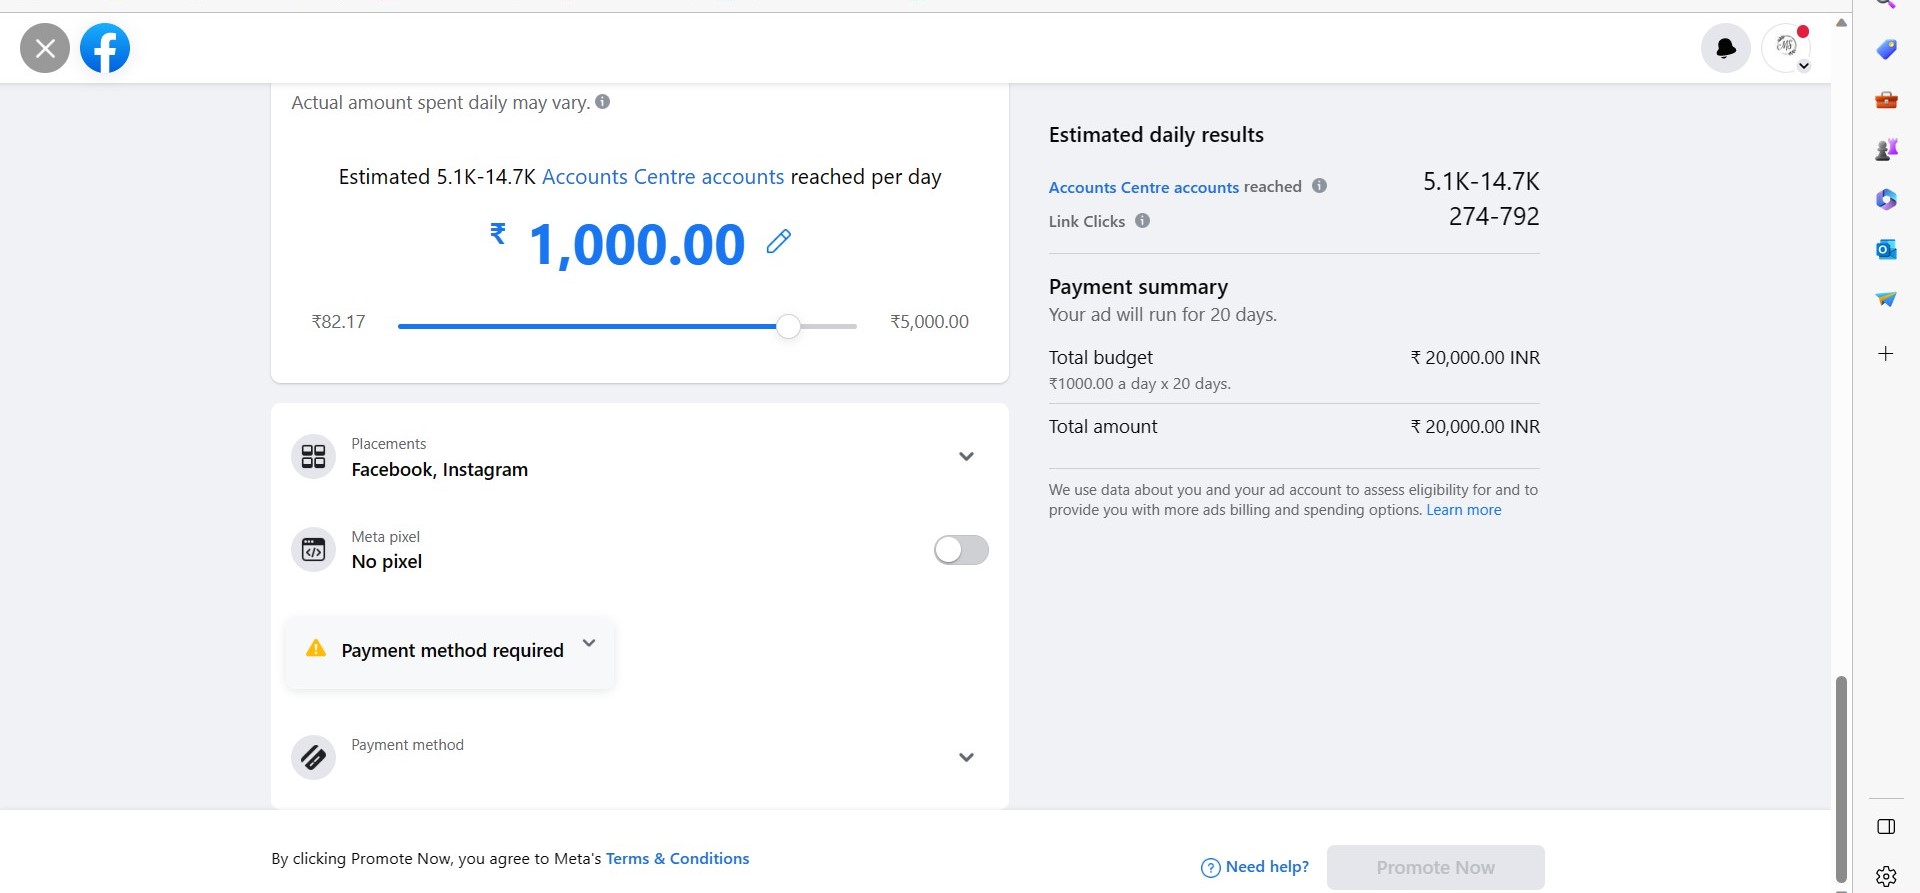 Actual amount spent daily may vary.
Estimated 5.1K-14.7K Accounts Centre accounts reached per day
₹ 1,000.00
₹82.17
₹5,000.00
Placements
Facebook, Instagram
Meta pixel
No pixel
Payment method required
Payment method
Estimated daily results
Accounts Centre accounts reached 5.1K-14.7K
Link Clicks 274-792
Payment summary
Your ad will run for 20 days.
Total budget ₹ 20,000.00 INR
₹1000.00 a day x 20 days.
Total amount ₹ 20,000.00 INR
We use data about you and your ad account to assess eligibility for and to
provide you with more ads billing and spending options. Learn more
By clicking Promote Now, you agree to Meta's Terms & Conditions
Need help?
Promote Now